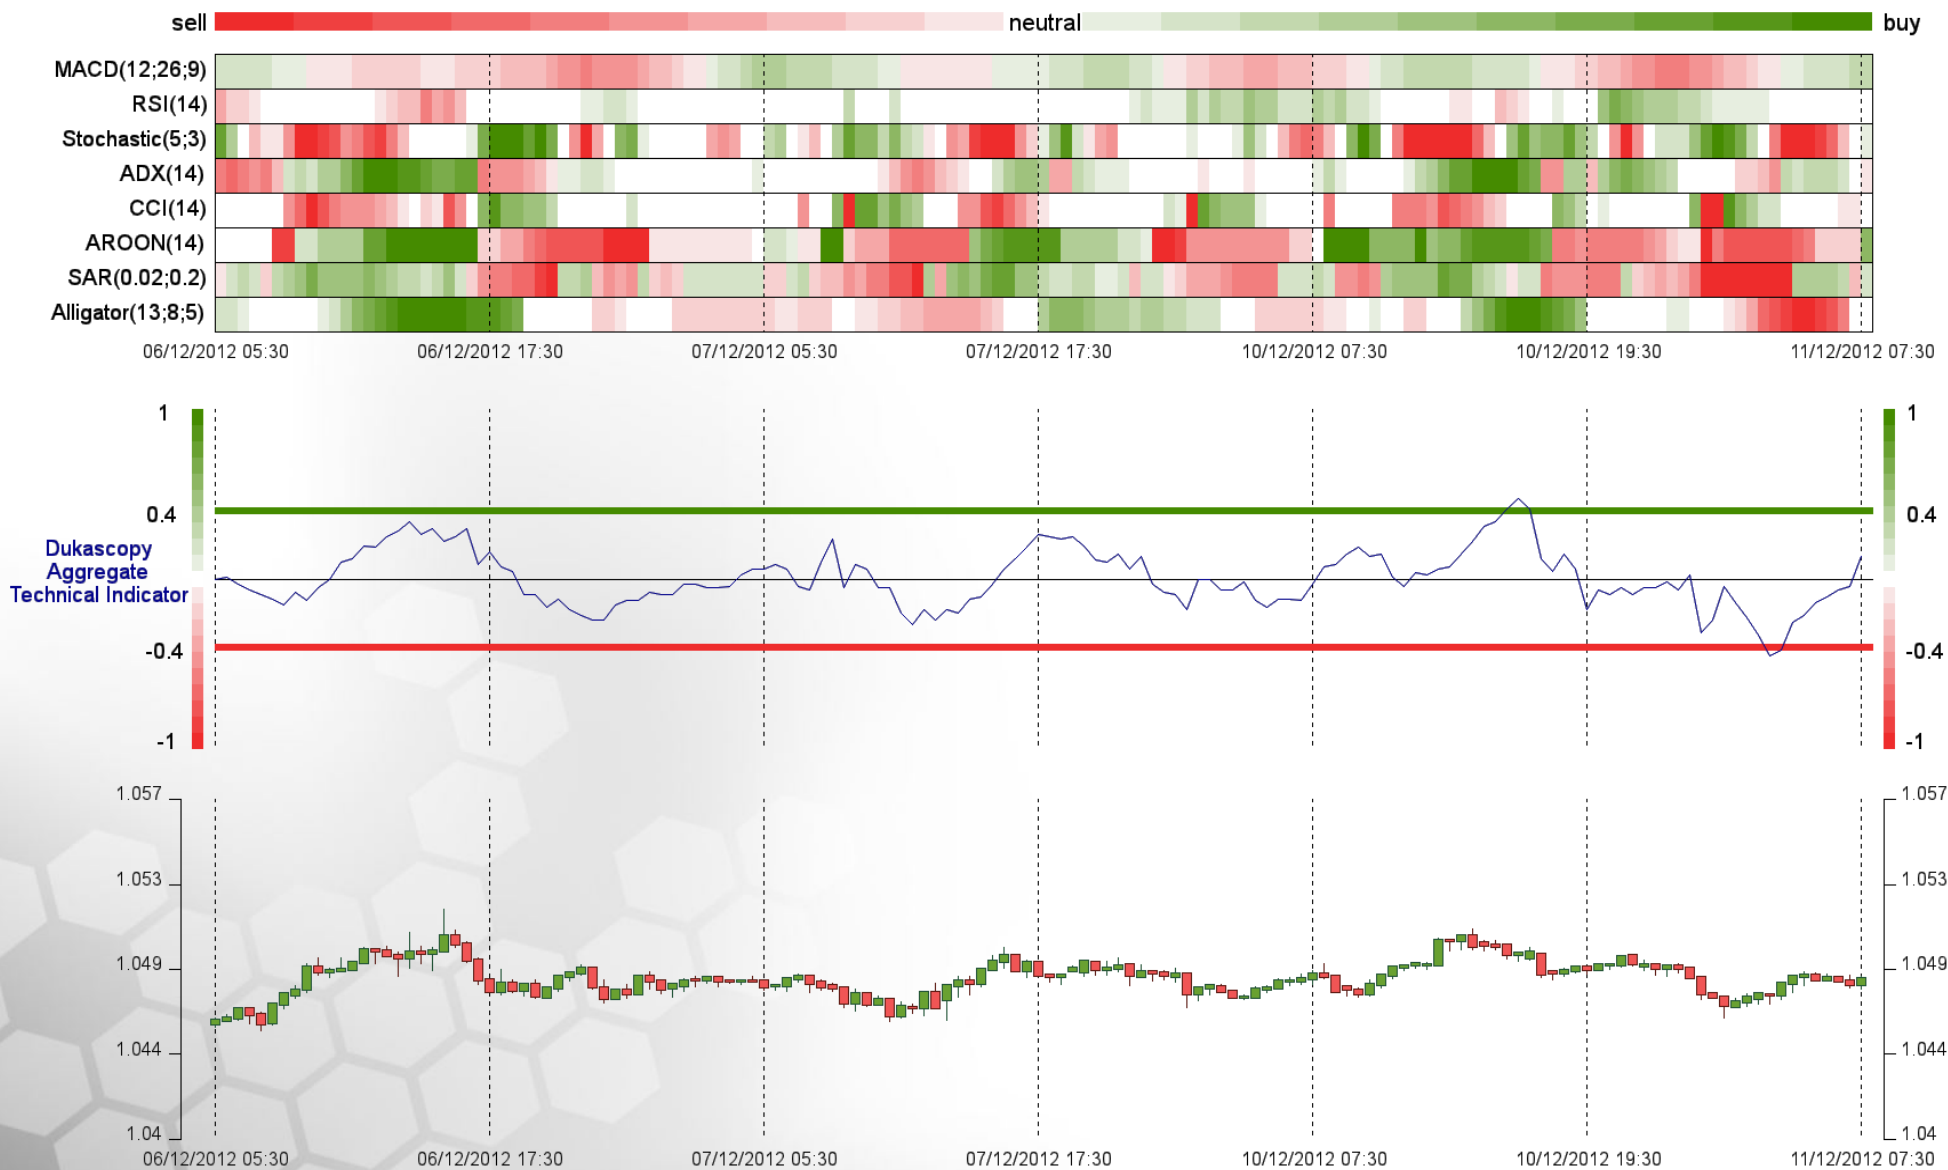 sell neutral buy
MACD(12;26;9)
RSI(14)
Stochastic(5;3)
ADX(14)
CCI(14)
AROON(14)
SAR(0.02;0.2)
Alligator(13;8;5)
06/12/2012 05:30 06/12/2012 17:30 07/12/2012 05:30 07/12/2012 17:30 10/12/2012 07:30 10/12/2012 19:30 11/12/2012 07:30
1 1
0.4 0.4
Dukascopy
Aggregate
Technical Indicator
-0.4 -0.4
-1 -1
1.057 1.057
1.053 1.053
1.049 1.049
1.044 1.044
1.04 1.04
06/12/2012 05:30 06/12/2012 17:30 07/12/2012 05:30 07/12/2012 17:30 10/12/2012 07:30 10/12/2012 19:30 11/12/2012 07:30